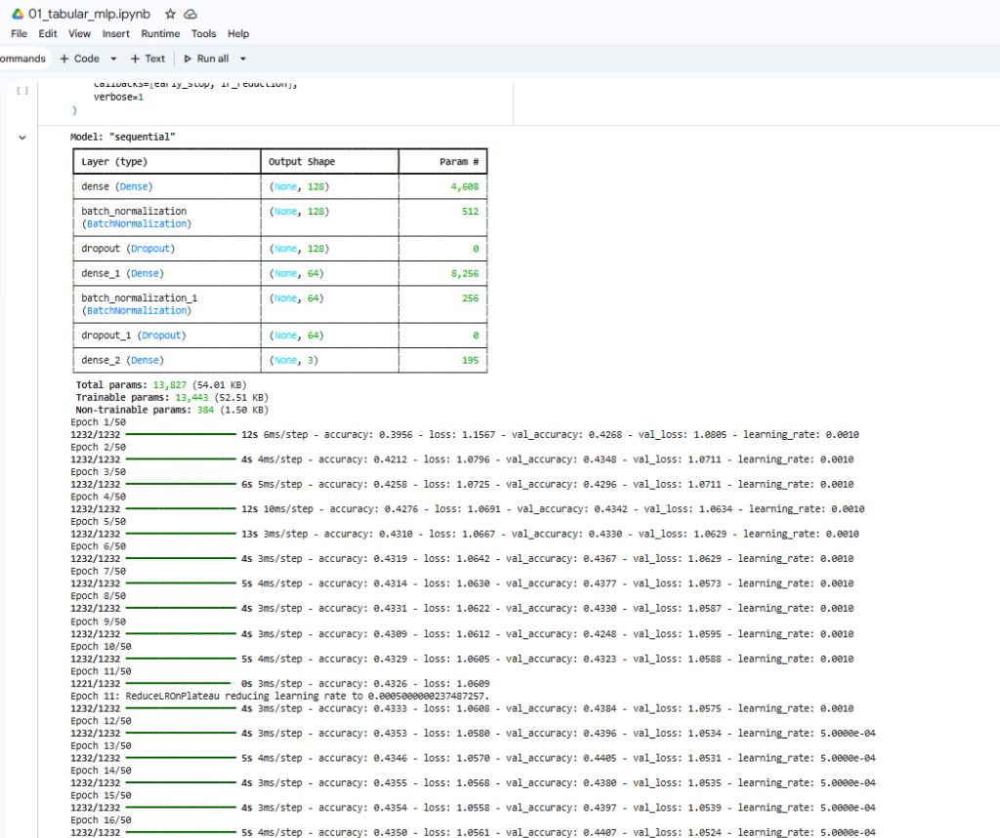 01_tabular_mlp.ipynb
File Edit View Insert Runtime Tools Help
ommands + Code + Text Run all
[ ]
callbacks=[early_stop, lr_reduction],
verbose=1
)
Model: "sequential"
Layer (type) Output Shape Param #
dense (Dense) (None, 128) 4,608
batch_normalization (None, 128) 512
(BatchNormalization)
dropout (Dropout) (None, 128) 0
dense_1 (Dense) (None, 64) 8,256
batch_normalization_1 (None, 64) 256
(BatchNormalization)
dropout_1 (Dropout) (None, 64) 0
dense_2 (Dense) (None, 3) 195
Total params: 13,827 (54.01 KB)
Trainable params: 13,443 (52.51 KB)
Non-trainable params: 384 (1.50 KB)
Epoch 1/50
1232/1232 12s 6ms/step - accuracy: 0.3956 - loss: 1.1567 - val_accuracy: 0.4268 - val_loss: 1.0805 - learning_rate: 0.0010
Epoch 2/50
1232/1232 4s 4ms/step - accuracy: 0.4212 - loss: 1.0796 - val_accuracy: 0.4348 - val_loss: 1.0711 - learning_rate: 0.0010
Epoch 3/50
1232/1232 6s 5ms/step - accuracy: 0.4258 - loss: 1.0725 - val_accuracy: 0.4296 - val_loss: 1.0711 - learning_rate: 0.0010
Epoch 4/50
1232/1232 12s 10ms/step - accuracy: 0.4276 - loss: 1.0691 - val_accuracy: 0.4342 - val_loss: 1.0634 - learning_rate: 0.0010
Epoch 5/50
1232/1232 13s 3ms/step - accuracy: 0.4310 - loss: 1.0667 - val_accuracy: 0.4330 - val_loss: 1.0629 - learning_rate: 0.0010
Epoch 6/50
1232/1232 4s 3ms/step - accuracy: 0.4319 - loss: 1.0642 - val_accuracy: 0.4367 - val_loss: 1.0629 - learning_rate: 0.0010
Epoch 7/50
1232/1232 5s 4ms/step - accuracy: 0.4314 - loss: 1.0630 - val_accuracy: 0.4377 - val_loss: 1.0573 - learning_rate: 0.0010
Epoch 8/50
1232/1232 4s 3ms/step - accuracy: 0.4331 - loss: 1.0622 - val_accuracy: 0.4330 - val_loss: 1.0587 - learning_rate: 0.0010
Epoch 9/50
1232/1232 4s 3ms/step - accuracy: 0.4309 - loss: 1.0612 - val_accuracy: 0.4248 - val_loss: 1.0595 - learning_rate: 0.0010
Epoch 10/50
1232/1232 5s 4ms/step - accuracy: 0.4329 - loss: 1.0605 - val_accuracy: 0.4323 - val_loss: 1.0588 - learning_rate: 0.0010
Epoch 11/50
1221/1232 0s 3ms/step - accuracy: 0.4326 - loss: 1.0609
Epoch 11: ReduceLROnPlateau reducing learning rate to 0.0005000000237487257.
1232/1232 4s 3ms/step - accuracy: 0.4333 - loss: 1.0608 - val_accuracy: 0.4384 - val_loss: 1.0575 - learning_rate: 0.0010
Epoch 12/50
1232/1232 4s 3ms/step - accuracy: 0.4353 - loss: 1.0580 - val_accuracy: 0.4396 - val_loss: 1.0534 - learning_rate: 5.0000e-04
Epoch 13/50
1232/1232 5s 4ms/step - accuracy: 0.4346 - loss: 1.0570 - val_accuracy: 0.4405 - val_loss: 1.0531 - learning_rate: 5.0000e-04
Epoch 14/50
1232/1232 4s 3ms/step - accuracy: 0.4355 - loss: 1.0568 - val_accuracy: 0.4380 - val_loss: 1.0535 - learning_rate: 5.0000e-04
Epoch 15/50
1232/1232 4s 3ms/step - accuracy: 0.4354 - loss: 1.0558 - val_accuracy: 0.4397 - val_loss: 1.0539 - learning_rate: 5.0000e-04
Epoch 16/50
1232/1232 5s 4ms/step - accuracy: 0.4350 - loss: 1.0561 - val_accuracy: 0.4407 - val_loss: 1.0524 - learning_rate: 5.0000e-04